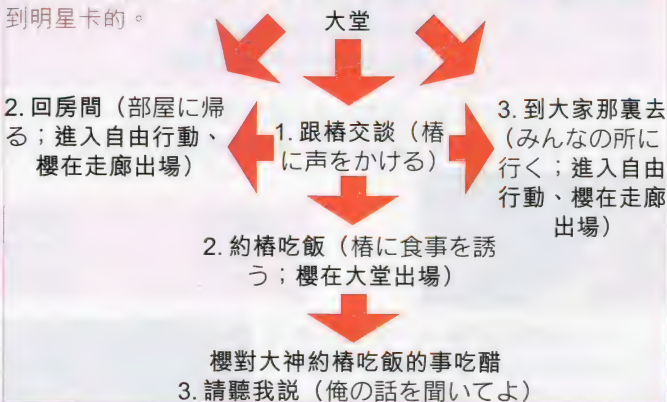 到明星卡的。
大堂
2. 回房間（部屋に帰
る；進入自由行動、
櫻在走廊出場）
1. 跟椿交談（椿
に声をかける）
3. 到大家那裏去
（みんなの所に
行く；進入自由
行動、櫻在走廊
出場）
2. 約椿吃飯（椿に食事を誘
う；櫻在大堂出場）
櫻對大神約椿吃飯的事吃醋
3. 請聽我説（俺の話を聞いてよ）